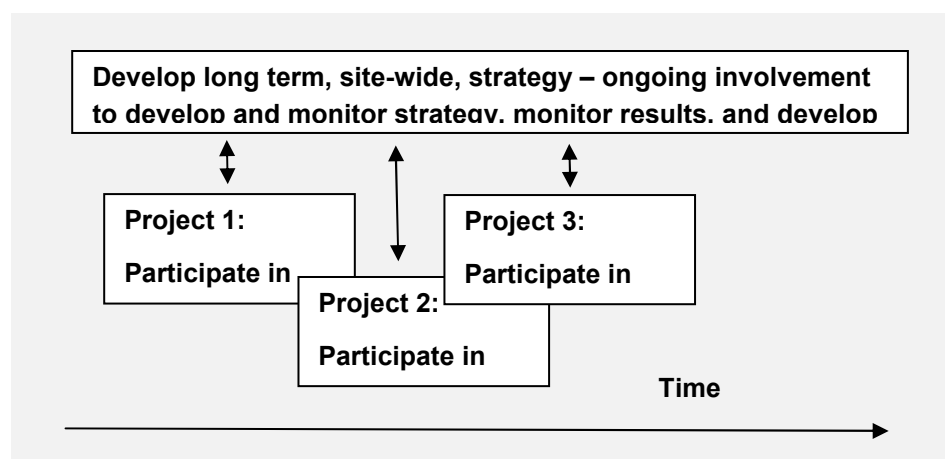 Develop long term, site-wide, strategy – ongoing involvement
to develop and monitor strategy, monitor results, and develop
Project 1:
Participate in
Project 2:
Participate in
Project 3:
Participate in
Time